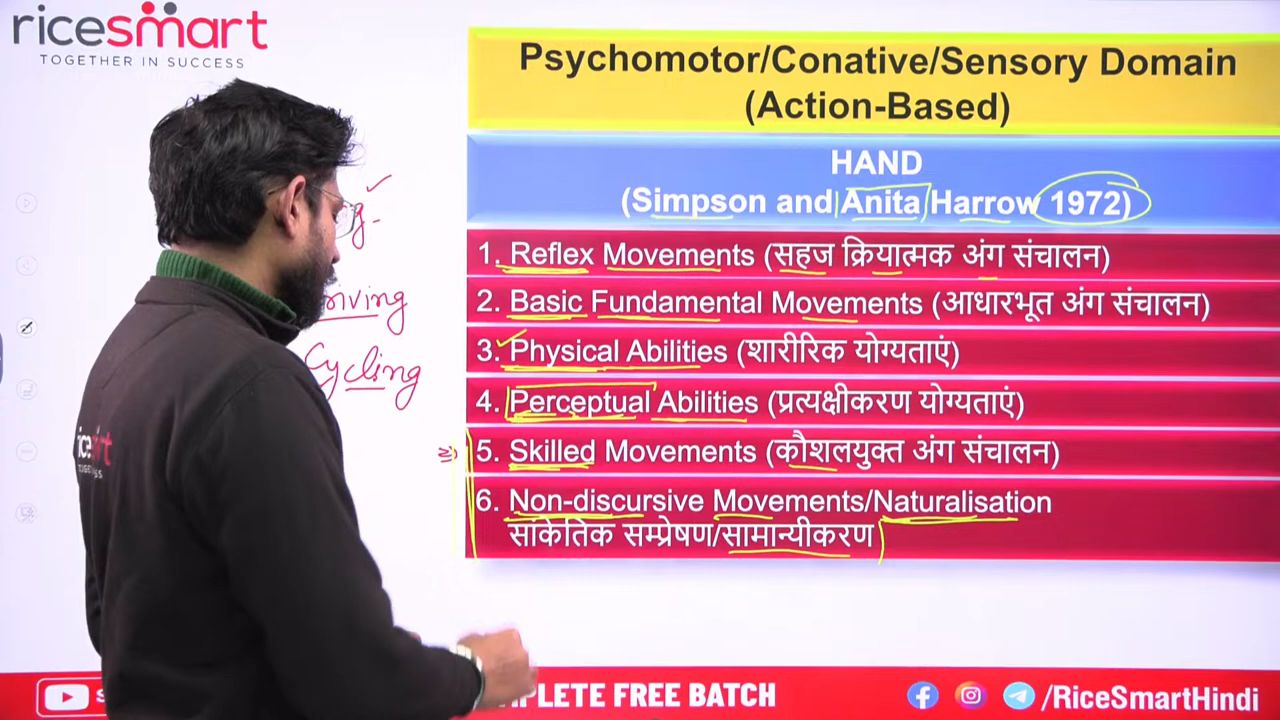 ricesmart
TOGETHER IN SUCCESS
Psychomotor/Conative/Sensory Domain
(Action-Based)
HAND
(Simpson and Anita Harrow 1972)
1. Reflex Movements (सहज क्रियात्मक अंग संचालन)
2. Basic Fundamental Movements (आधारभूत अंग संचालन)
3. Physical Abilities (शारीरिक योग्यताएं)
4. Perceptual Abilities (प्रत्यक्षीकरण योग्यताएं)
5. Skilled Movements (कौशलयुक्त अंग संचालन)
6. Non-discursive Movements/Naturalisation
सांकेतिक सम्प्रेषण/सामान्यीकरण
Cycling
FREE BATCH
/RiceSmartHindi